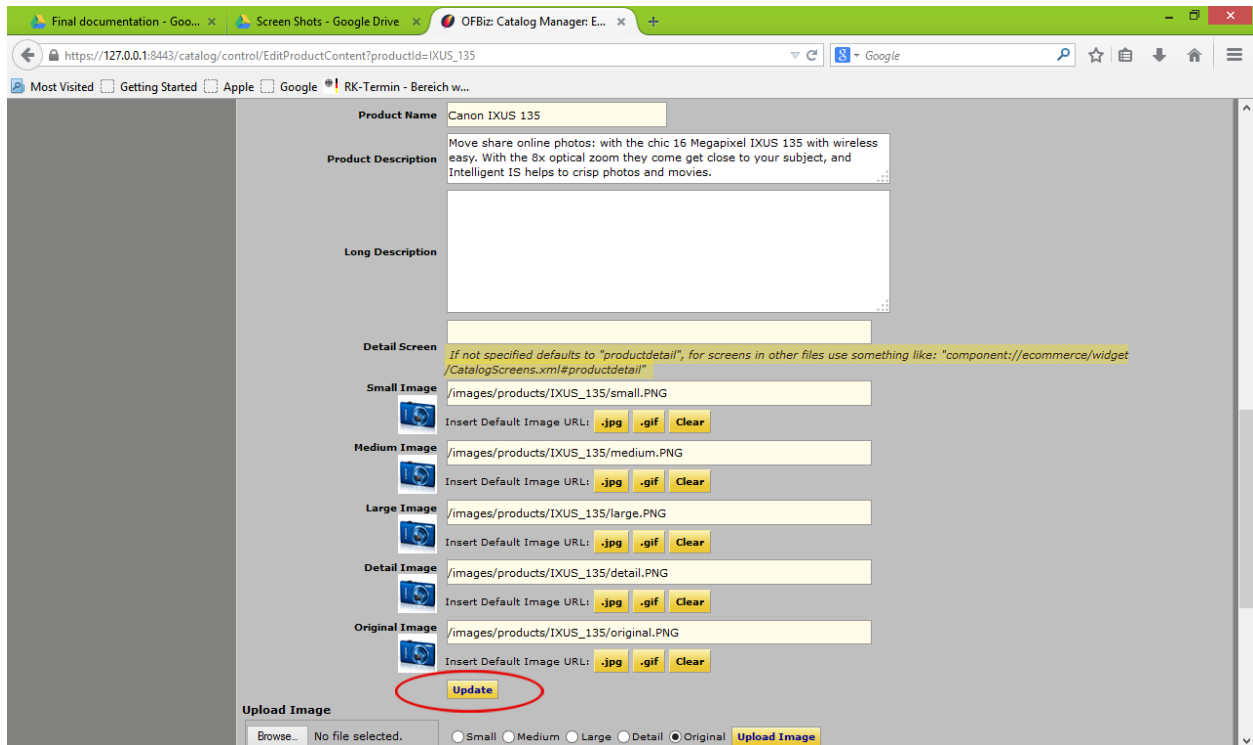 Final documentation - Goo... ×
Screen Shots - Google Drive ×
OFBiz: Catalog Manager: E... ×
https://127.0.0.1:8443/catalog/control/EditProductContent?productId=IXUS_135
Google
Most Visited Getting Started Apple Google RK-Termin - Bereich w...
Product Name Canon IXUS 135
Product Description
Move share online photos: with the chic 16 Megapixel IXUS 135 with wireless
easy. With the 8x optical zoom they come get close to your subject, and
Intelligent IS helps to crisp photos and movies.
Long Description
Detail Screen
If not specified defaults to "productdetail", for screens in other files use something like: "component://ecommerce/widget
/CatalogScreens.xml#productdetail"
Small Image /images/products/IXUS_135/small.PNG
Insert Default Image URL: .jpg .gif Clear
Medium Image /images/products/IXUS_135/medium.PNG
Insert Default Image URL: .jpg .gif Clear
Large Image /images/products/IXUS_135/large.PNG
Insert Default Image URL: .jpg .gif Clear
Detail Image /images/products/IXUS_135/detail.PNG
Insert Default Image URL: .jpg .gif Clear
Original Image /images/products/IXUS_135/original.PNG
Insert Default Image URL: .jpg .gif Clear
Update
Upload Image
Browse... No file selected. Small Medium Large Detail Original Upload Image